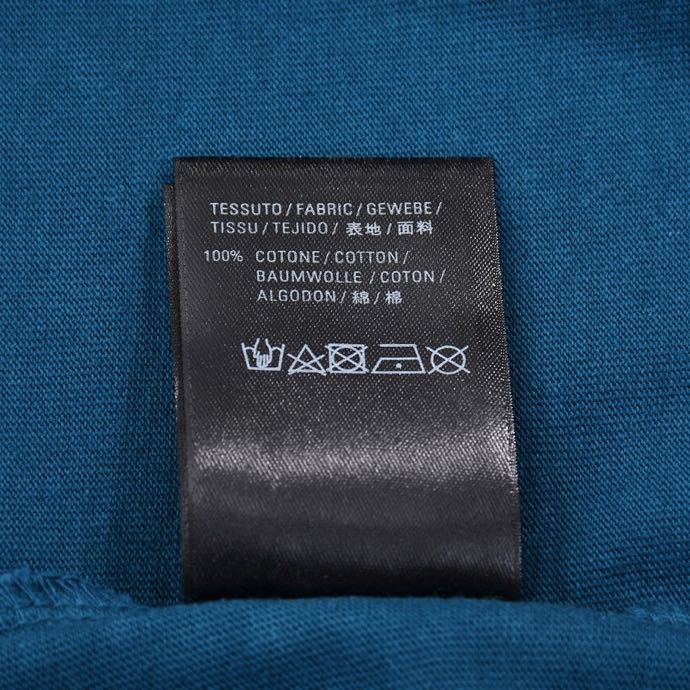 TESSUTO / FABRIC / GEWEBE /
TISSU / TEJIDO / 表地 / 面料
100% COTONE / COTTON /
BAUMWOLLE / COTON /
ALGODON / 綿 / 棉